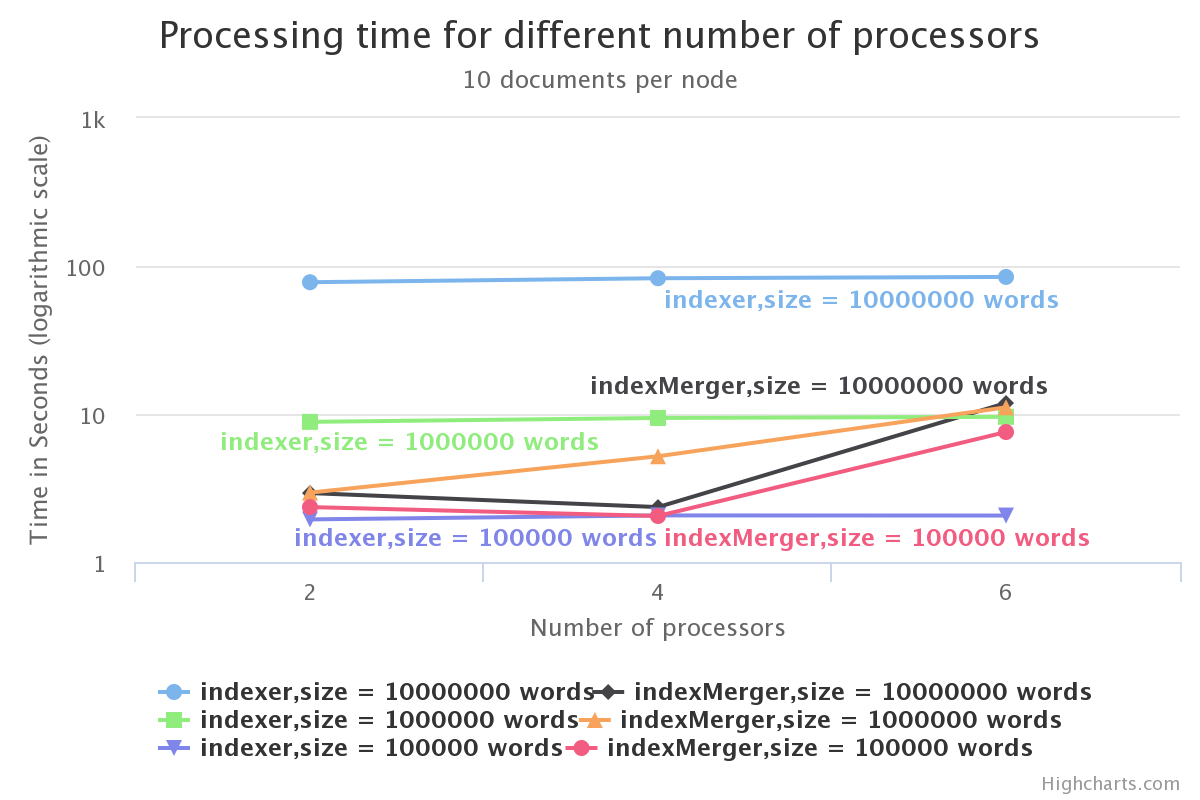 Processing time for different number of processors
10 documents per node
Time in Seconds (logarithmic scale)
1k
100
10
1
indexer,size = 10000000 words
indexMerger,size = 10000000 words
indexer,size = 1000000 words
indexer,size = 100000 words
indexMerger,size = 100000 words
2
4
6
Number of processors
indexer,size = 10000000 words
indexMerger,size = 10000000 words
indexer,size = 1000000 words
indexMerger,size = 1000000 words
indexer,size = 100000 words
indexMerger,size = 100000 words
Highcharts.com